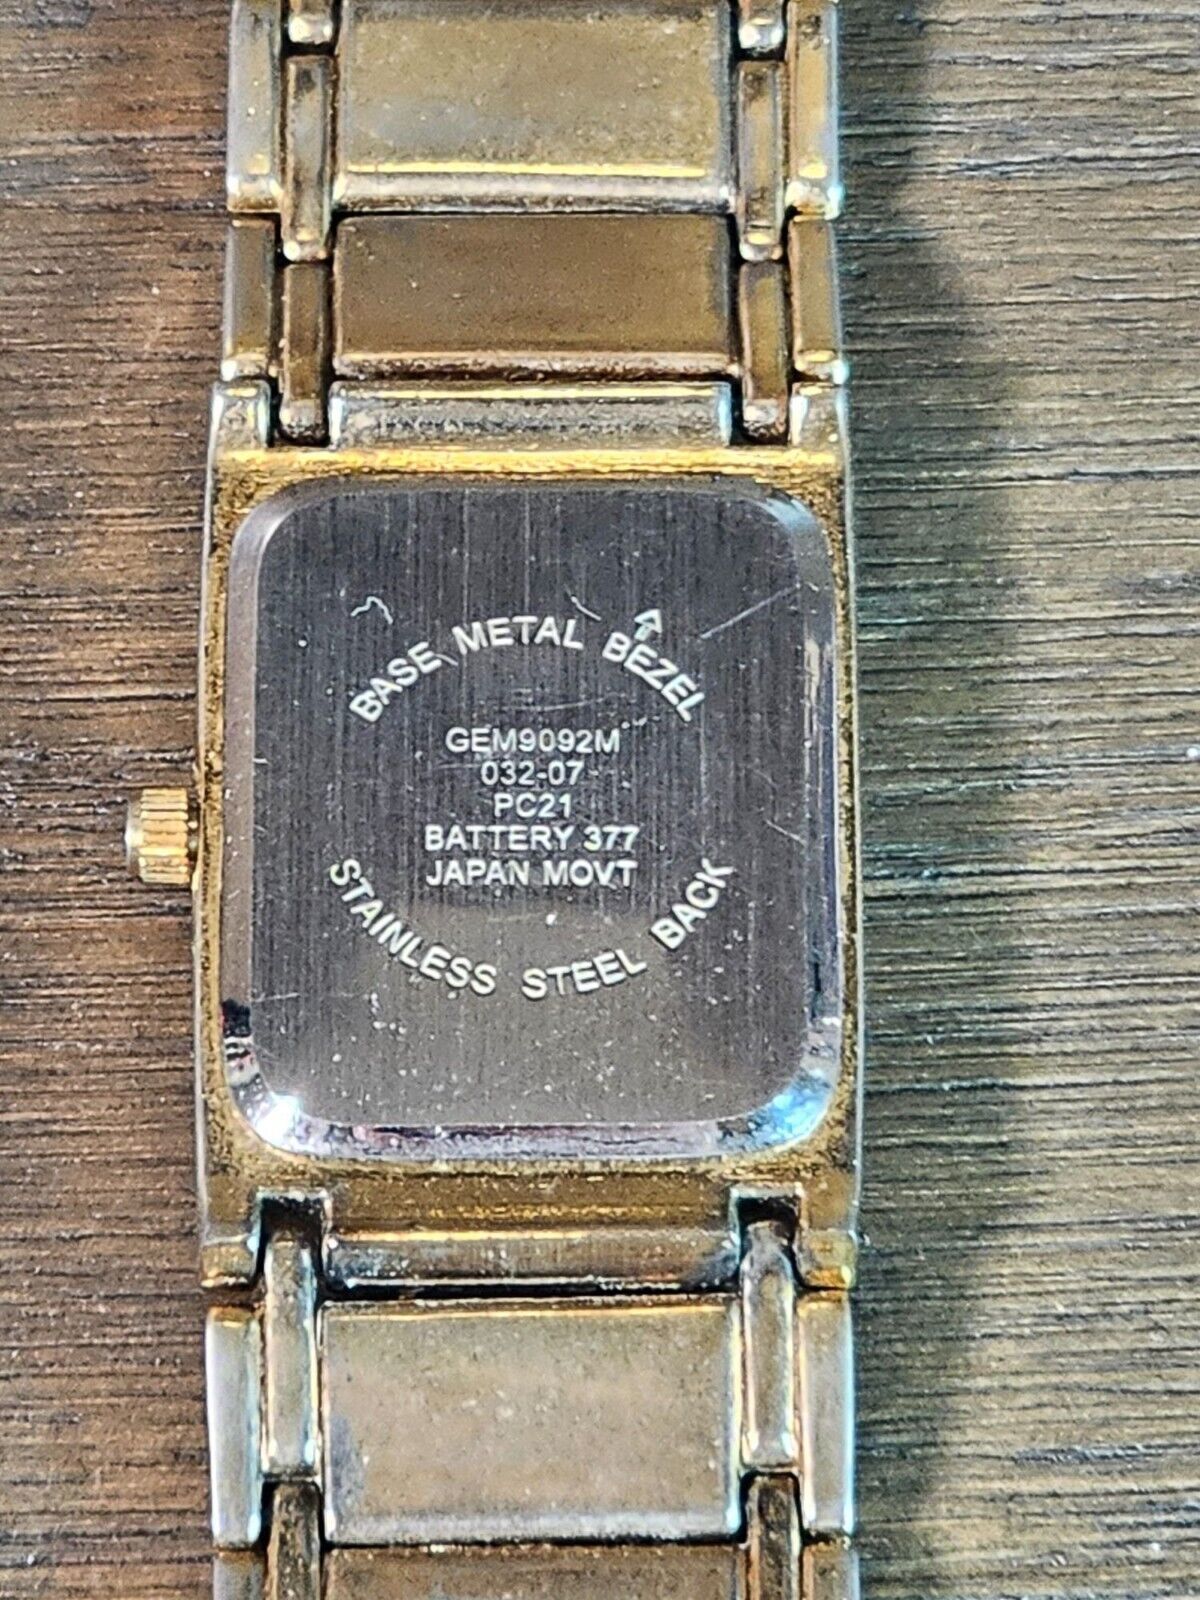 BASE METAL BEZEL
GEM9092M
032-07
PC21
BATTERY 377
JAPAN MOVT
STAINLESS STEEL BACK